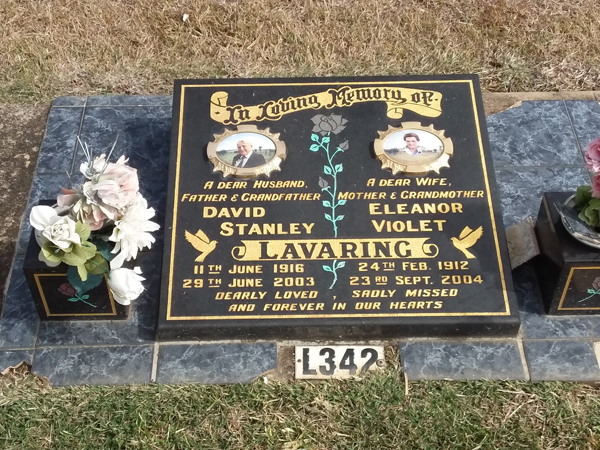 In Loving Memory of
A DEAR HUSBAND,
FATHER & GRANDFATHER
DAVID
STANLEY
A DEAR WIFE,
MOTHER & GRANDMOTHER
ELEANOR
VIOLET
LAVARING
11TH JUNE 1916
29TH JUNE 2003
24TH FEB. 1912
23RD SEPT. 2004
DEARLY LOVED , SADLY MISSED
AND FOREVER IN OUR HEARTS
L342